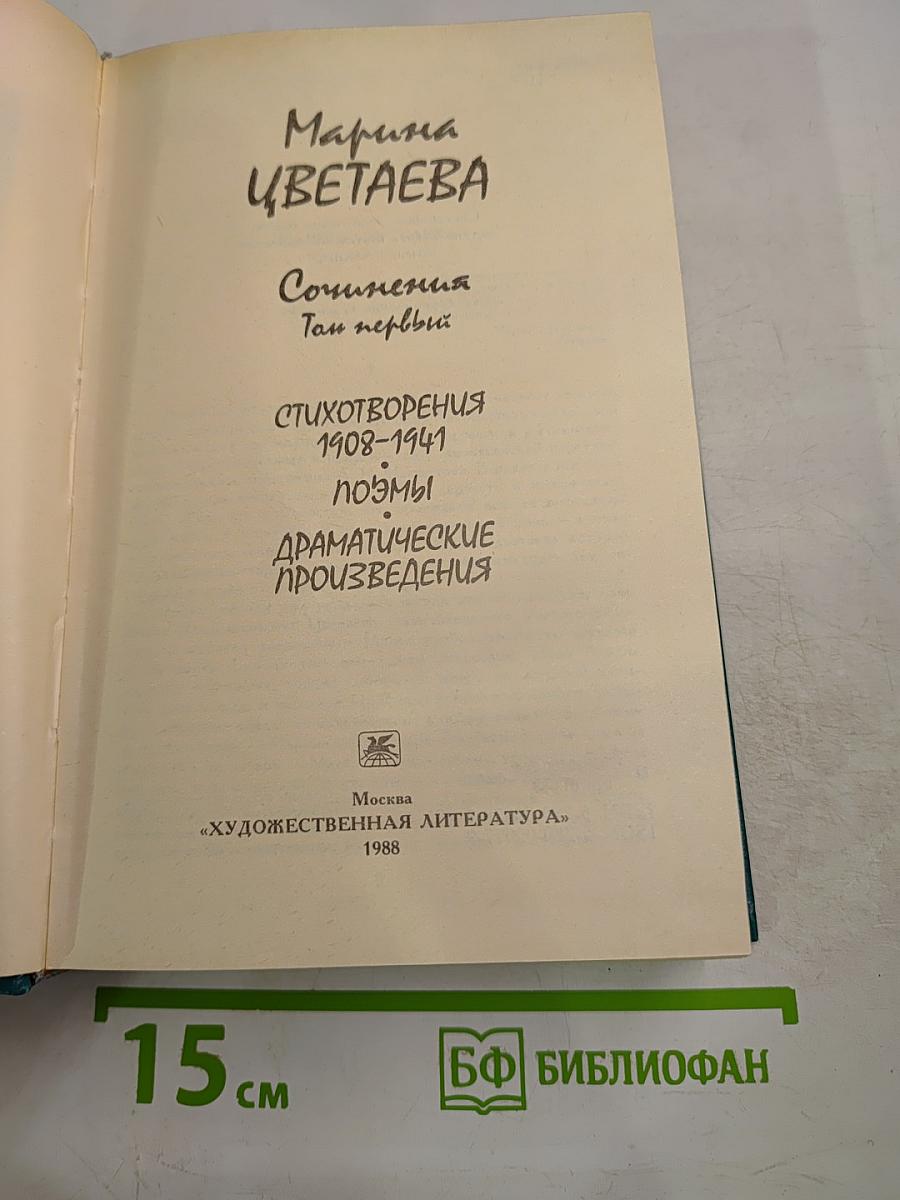 Марина
ЦВЕТАЕВА
Сочинения
Том первый
СТИХОТВОРЕНИЯ
1908–1941
•
ПОЭМЫ
•
ДРАМАТИЧЕСКИЕ
ПРОИЗВЕДЕНИЯ
Москва
«ХУДОЖЕСТВЕННАЯ ЛИТЕРАТУРА»
1988
15 см
БФ БИБЛИОФАН